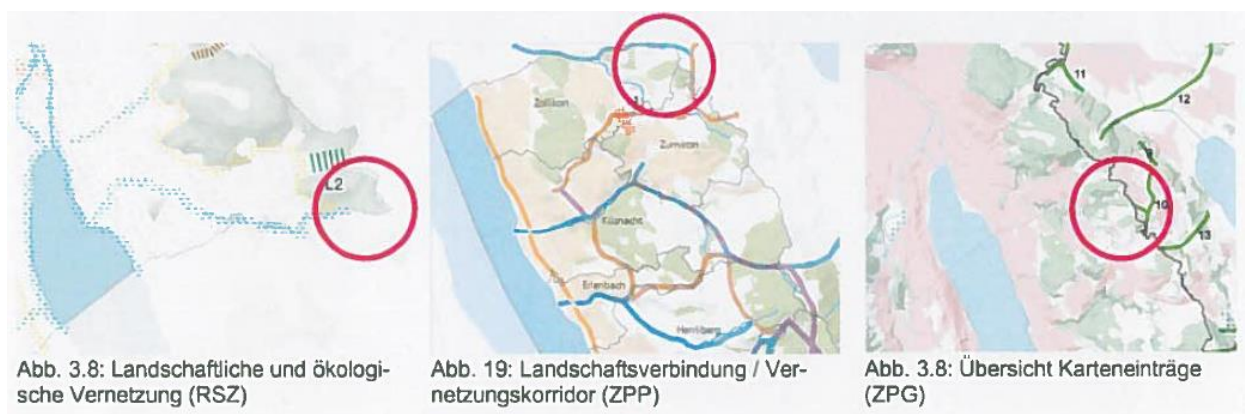 L2
Zollikon
1
Zumikon
Küsnacht
Erlenbach
Herrliberg
11
12
9
10
13
Abb. 3.8: Landschaftliche und ökologi-
sche Vernetzung (RSZ)
Abb. 19: Landschaftsverbindung / Ver-
netzungskorridor (ZPP)
Abb. 3.8: Übersicht Karteneinträge
(ZPG)